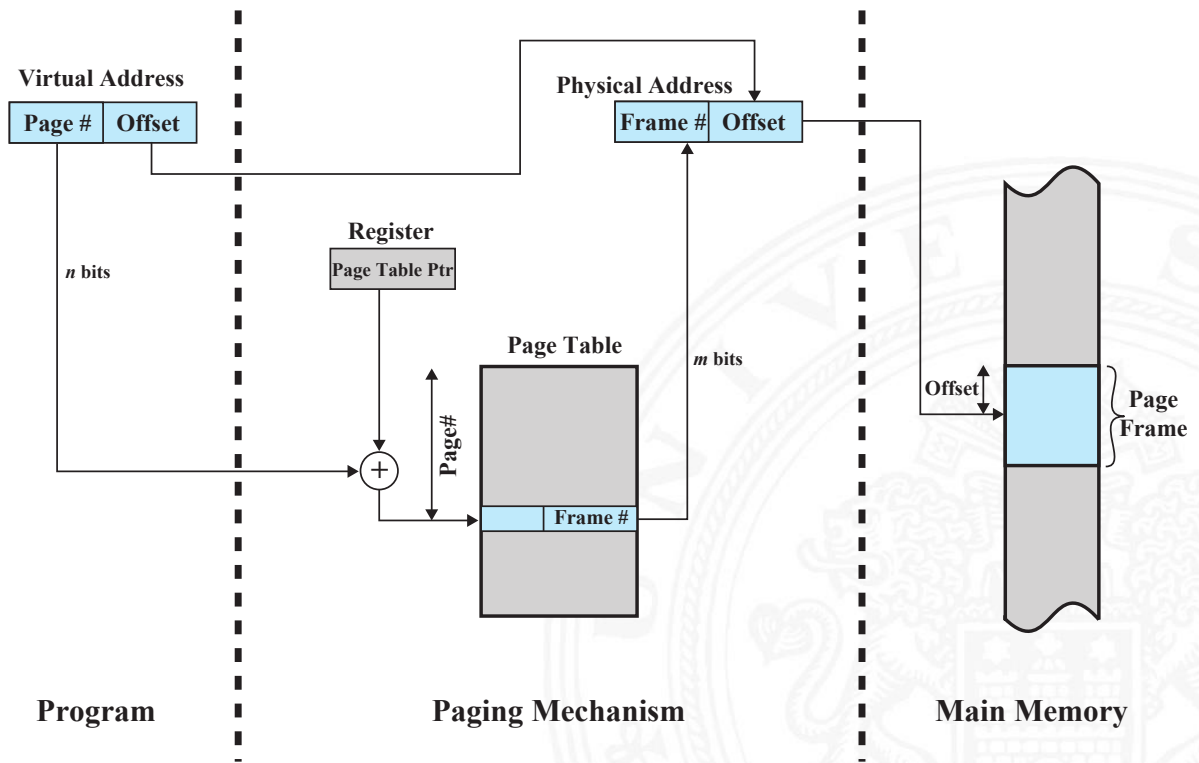 Virtual Address
Page #
Offset
n bits
Physical Address
Frame #
Offset
Register
Page Table Ptr
Page Table
Page#
Frame #
m bits
+
Offset
Page
Frame
Program
Paging Mechanism
Main Memory